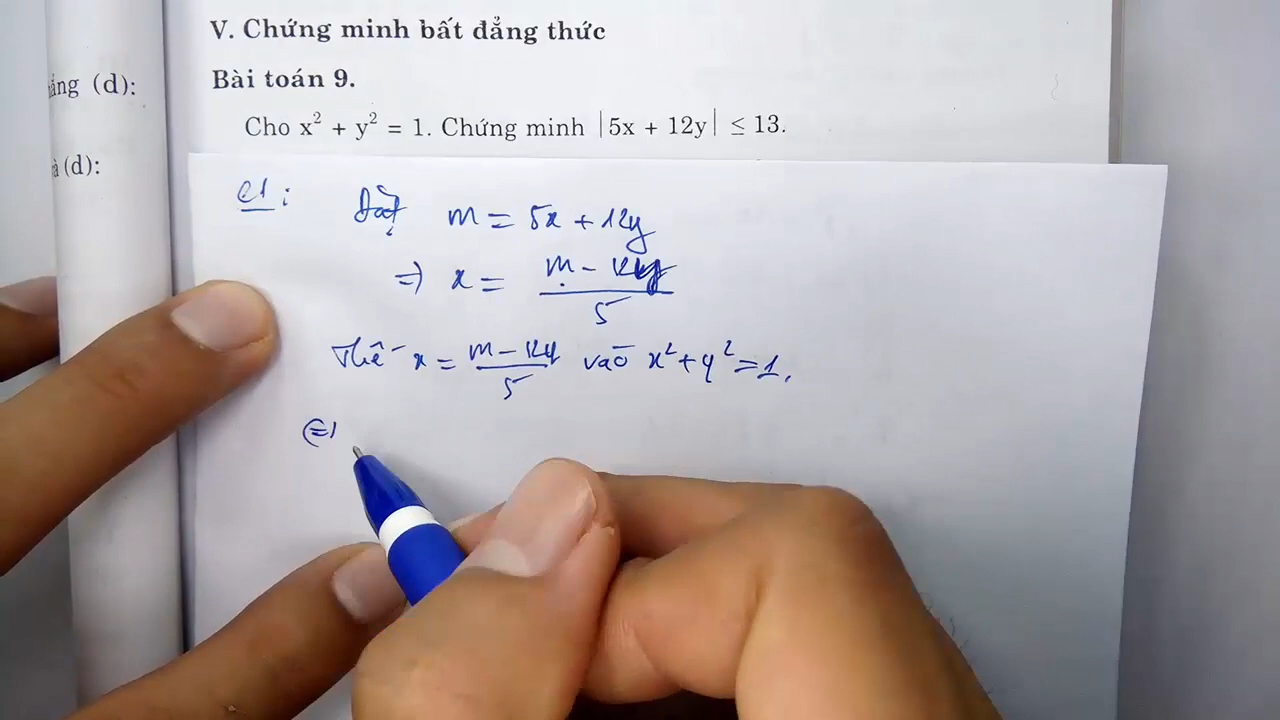 V. Chứng minh bất đẳng thức
ẳng (d):
Bài toán 9.
Cho x² + y² = 1. Chứng minh |5x + 12y| ≤ 13.
à (d):
C1: Đặt m = 5x + 12y
=> x = (m - 12y)/5
Thế x = (m - 12y)/5 vào x² + y² = 1.